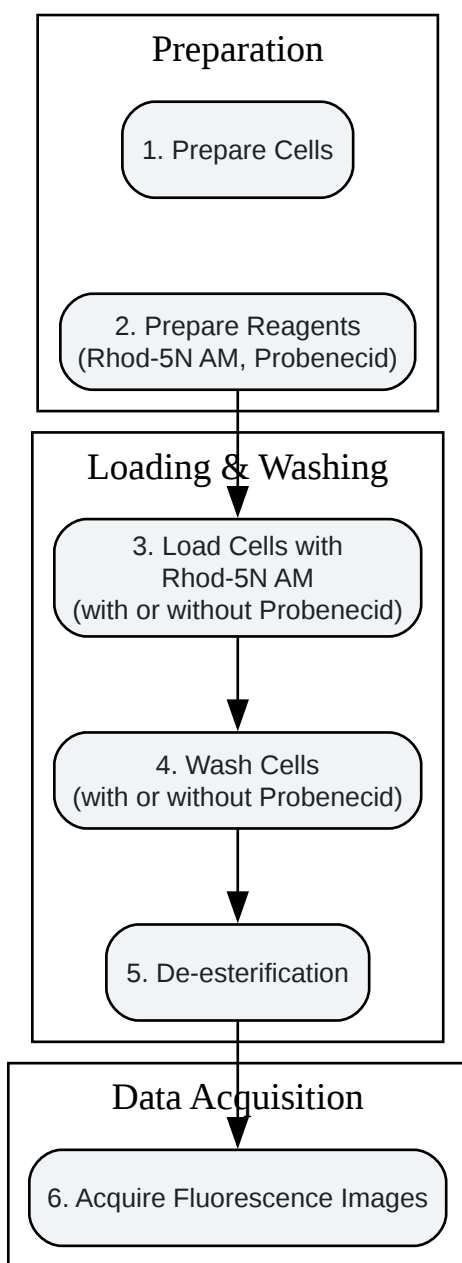 Preparation
1. Prepare Cells
2. Prepare Reagents
(Rhod-5N AM, Probenecid)
Loading & Washing
3. Load Cells with
Rhod-5N AM
(with or without Probenecid)
4. Wash Cells
(with or without Probenecid)
5. De-esterification
Data Acquisition
6. Acquire Fluorescence Images